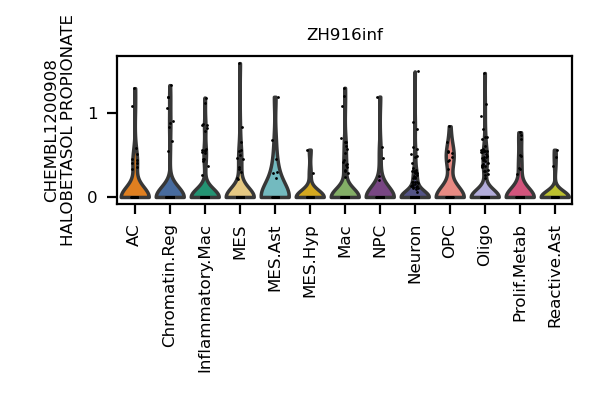 ZH916inf
CHEMBL1200908
HALOBETASOL PROPIONATE
1
0
AC
Chromatin.Reg
Inflammatory.Mac
MES
MES.Ast
MES.Hyp
Mac
NPC
Neuron
OPC
Oligo
Prolif.Metab
Reactive.Ast